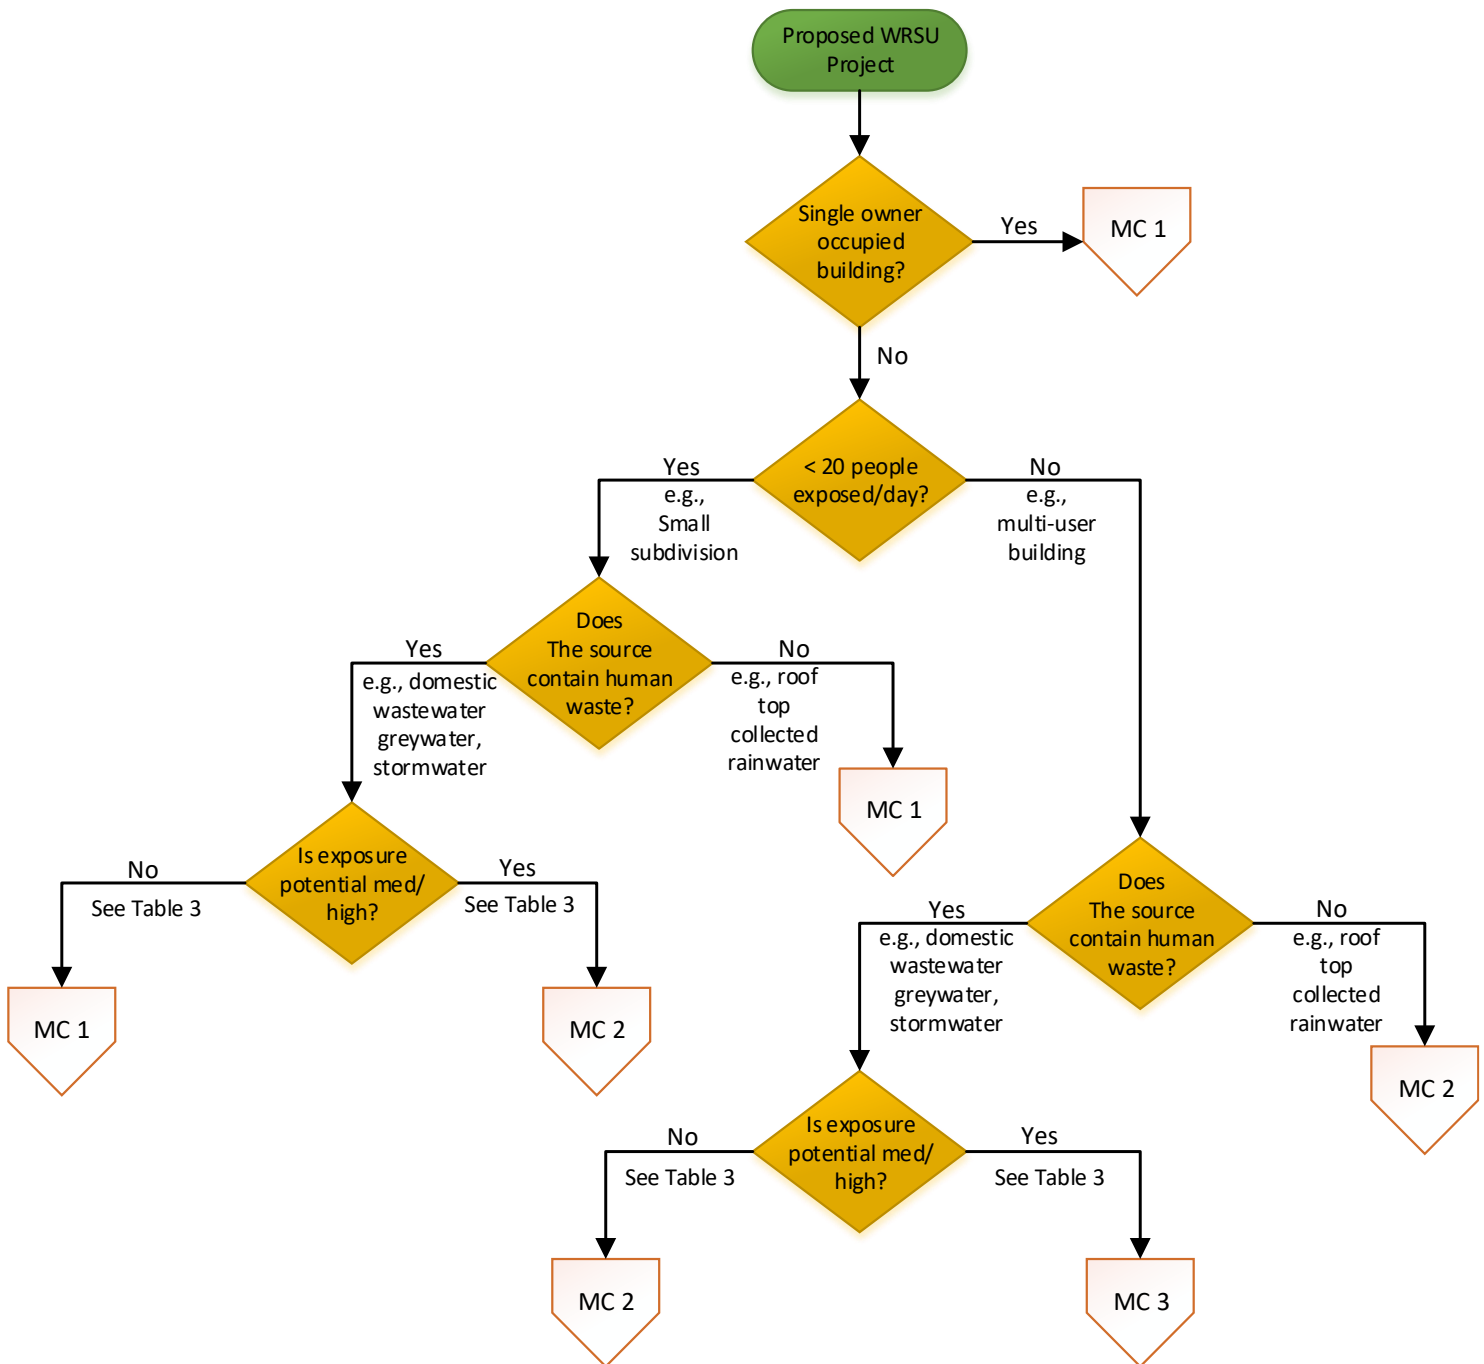 Proposed WRSU
Project
Single owner
occupied
building?
Yes
MC 1
No
< 20 people
exposed/day?
Yes
e.g.,
Small
subdivision
No
e.g.,
multi-user
building
Does
The source
contain human
waste?
Yes
e.g., domestic
wastewater
greywater,
stormwater
No
e.g., roof
top
collected
rainwater
MC 1
Is exposure
potential med/
high?
No
See Table 3
Yes
See Table 3
MC 1
MC 2
Does
The source
contain human
waste?
Yes
e.g., domestic
wastewater
greywater,
stormwater
No
e.g., roof
top
collected
rainwater
MC 2
Is exposure
potential med/
high?
No
See Table 3
Yes
See Table 3
MC 2
MC 3